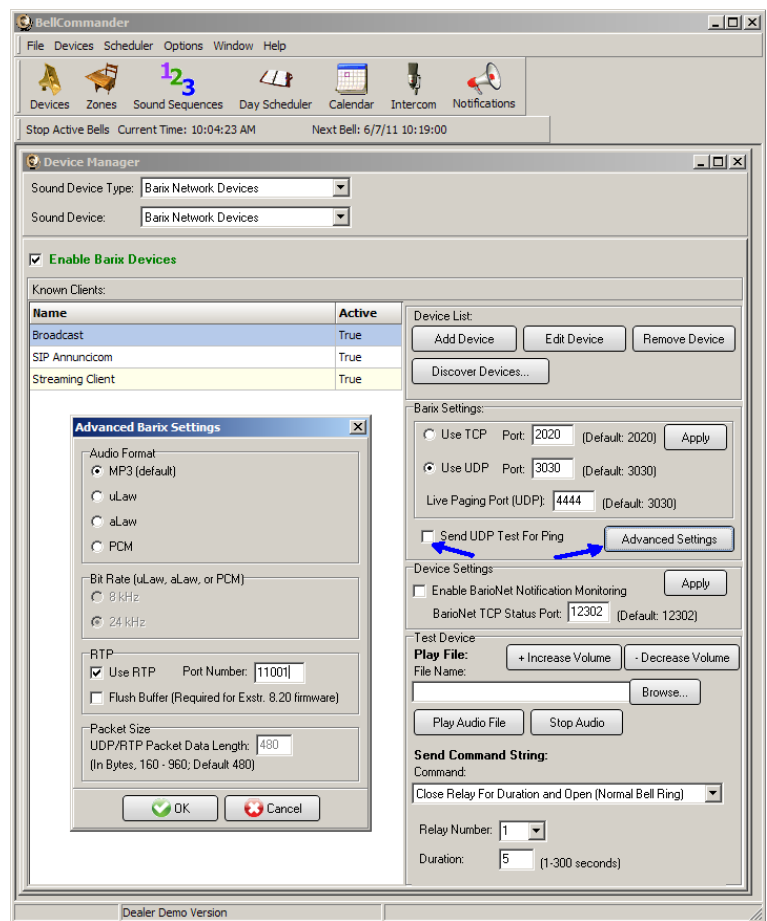 BellCommander
File Devices Scheduler Options Window Help
123
Devices Zones Sound Sequences Day Scheduler Calendar Intercom Notifications
Stop Active Bells Current Time: 10:04:23 AM Next Bell: 6/7/11 10:19:00
Device Manager
Sound Device Type: Barix Network Devices
Sound Device: Barix Network Devices
Enable Barix Devices
Known Clients:
Name Active
Broadcast True
SIP Annuncicom True
Streaming Client True
Device List:
Add Device Edit Device Remove Device
Discover Devices...
Barix Settings:
Use TCP Port: 2020 (Default: 2020) Apply
Use UDP Port: 3030 (Default: 3030)
Live Paging Port (UDP): 4444 (Default: 3030)
Send UDP Test For Ping Advanced Settings
Device Settings
Enable BarioNet Notification Monitoring Apply
BarioNet TCP Status Port: 12302 (Default: 12302)
Test Device
Play File: + Increase Volume - Decrease Volume
File Name:
Browse...
Play Audio File Stop Audio
Send Command String:
Command:
Close Relay For Duration and Open (Normal Bell Ring)
Relay Number: 1
Duration: 5 (1-300 seconds)
Advanced Barix Settings
Audio Format
MP3 (default)
uLaw
aLaw
PCM
Bit Rate (uLaw, aLaw, or PCM)
8 kHz
24 kHz
RTP
Use RTP Port Number: 11001
Flush Buffer (Required for Exstr. 8.20 firmware)
Packet Size
UDP/RTP Packet Data Length: 480
(In Bytes, 160 - 960; Default 480)
OK Cancel
Dealer Demo Version